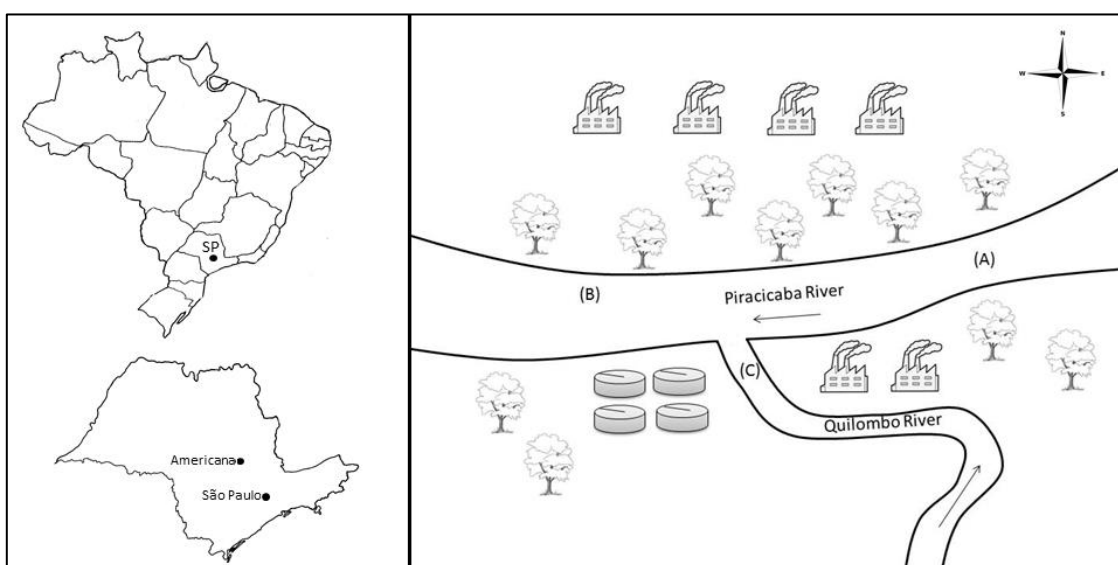 SP
Americana
São Paulo
N
W
E
S
(A)
(B)
Piracicaba River
(C)
Quilombo River